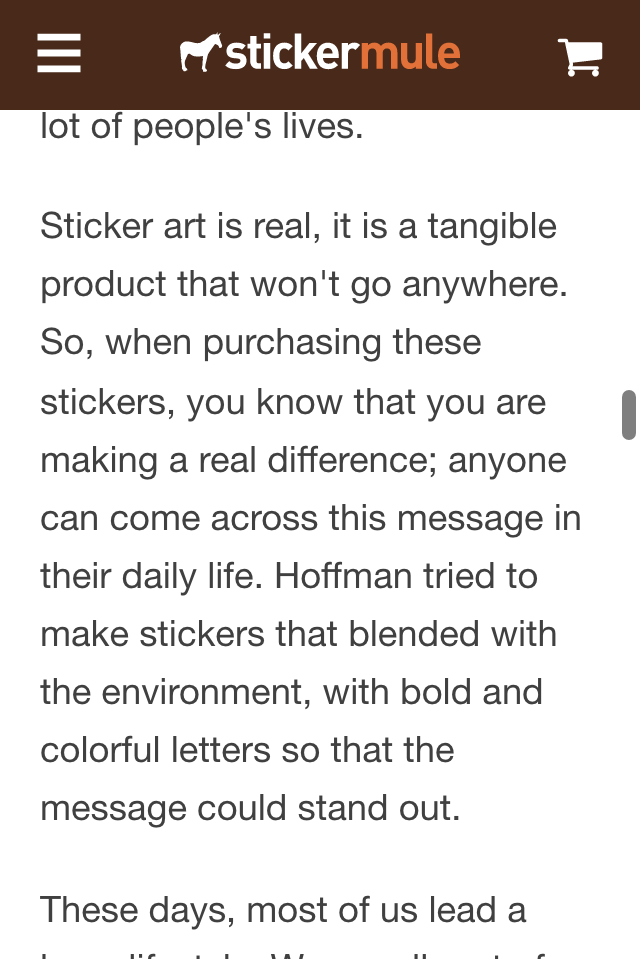 stickermule
lot of people's lives.
Sticker art is real, it is a tangible
product that won't go anywhere.
So, when purchasing these
stickers, you know that you are
making a real difference; anyone
can come across this message in
their daily life. Hoffman tried to
make stickers that blended with
the environment, with bold and
colorful letters so that the
message could stand out.
These days, most of us lead a